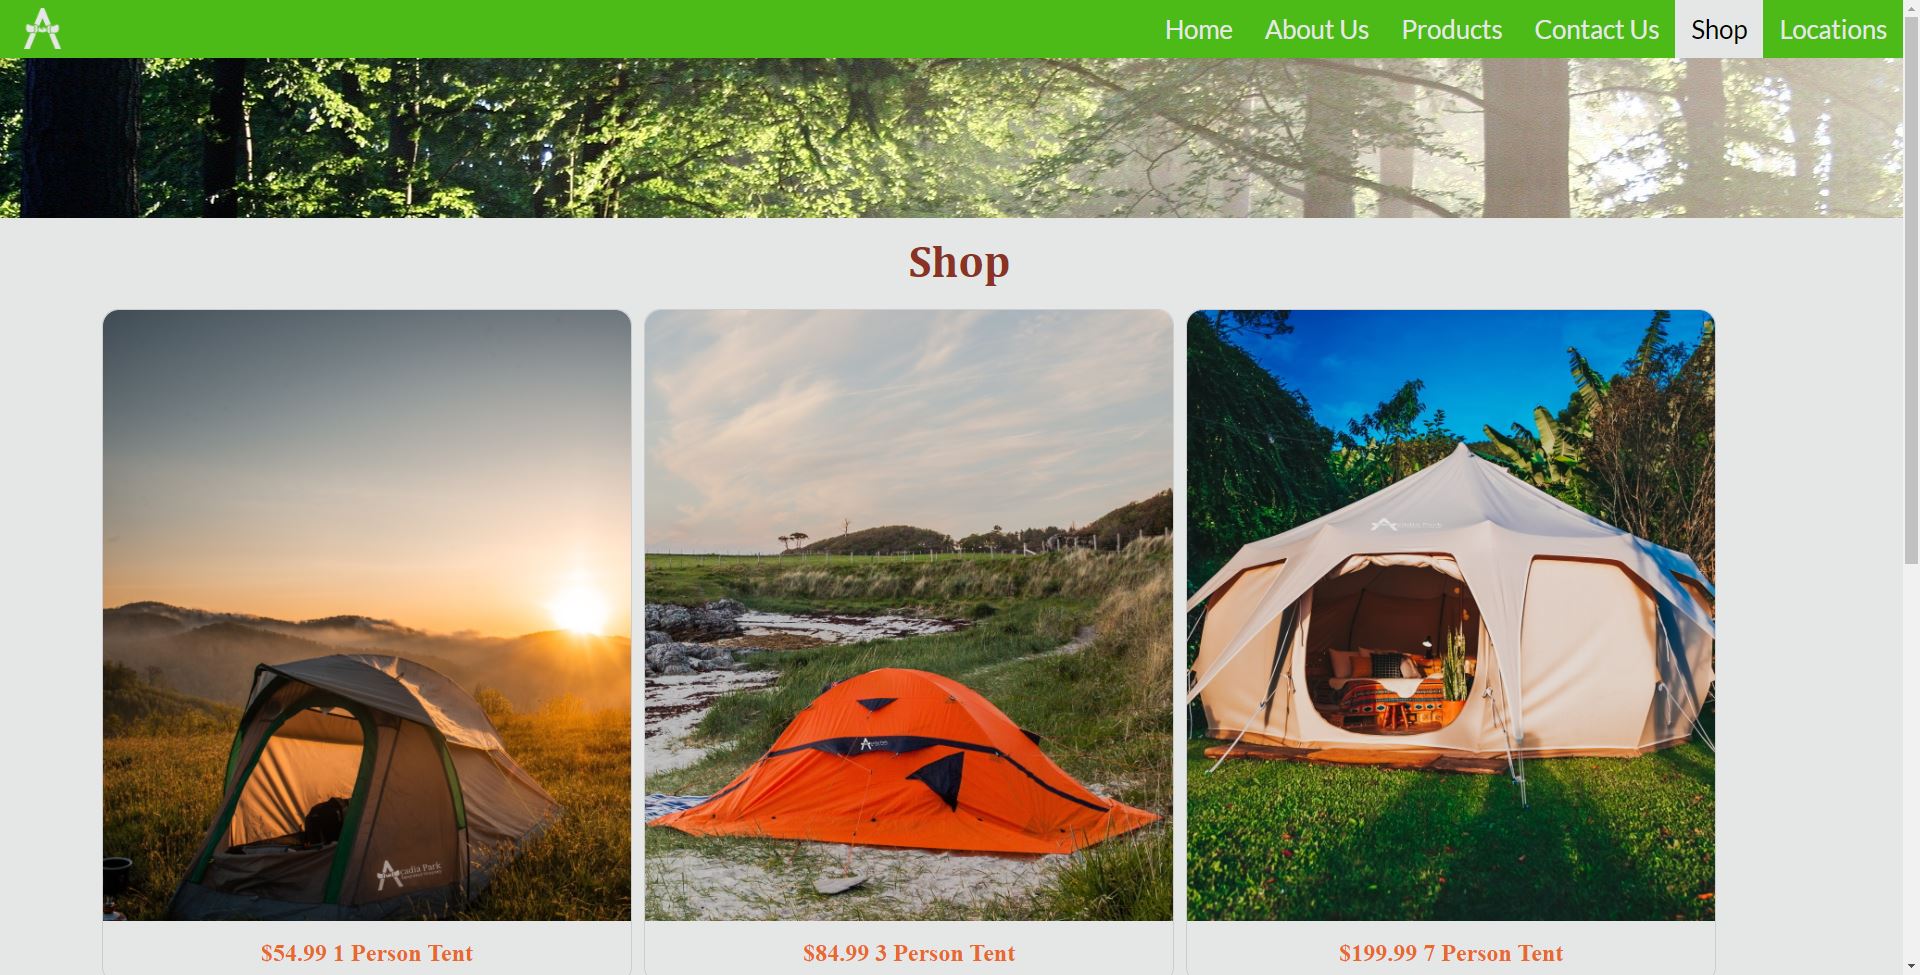 Home About Us Products Contact Us Shop Locations
Shop
Acadia Park
$54.99 1 Person Tent
$84.99 3 Person Tent
$199.99 7 Person Tent